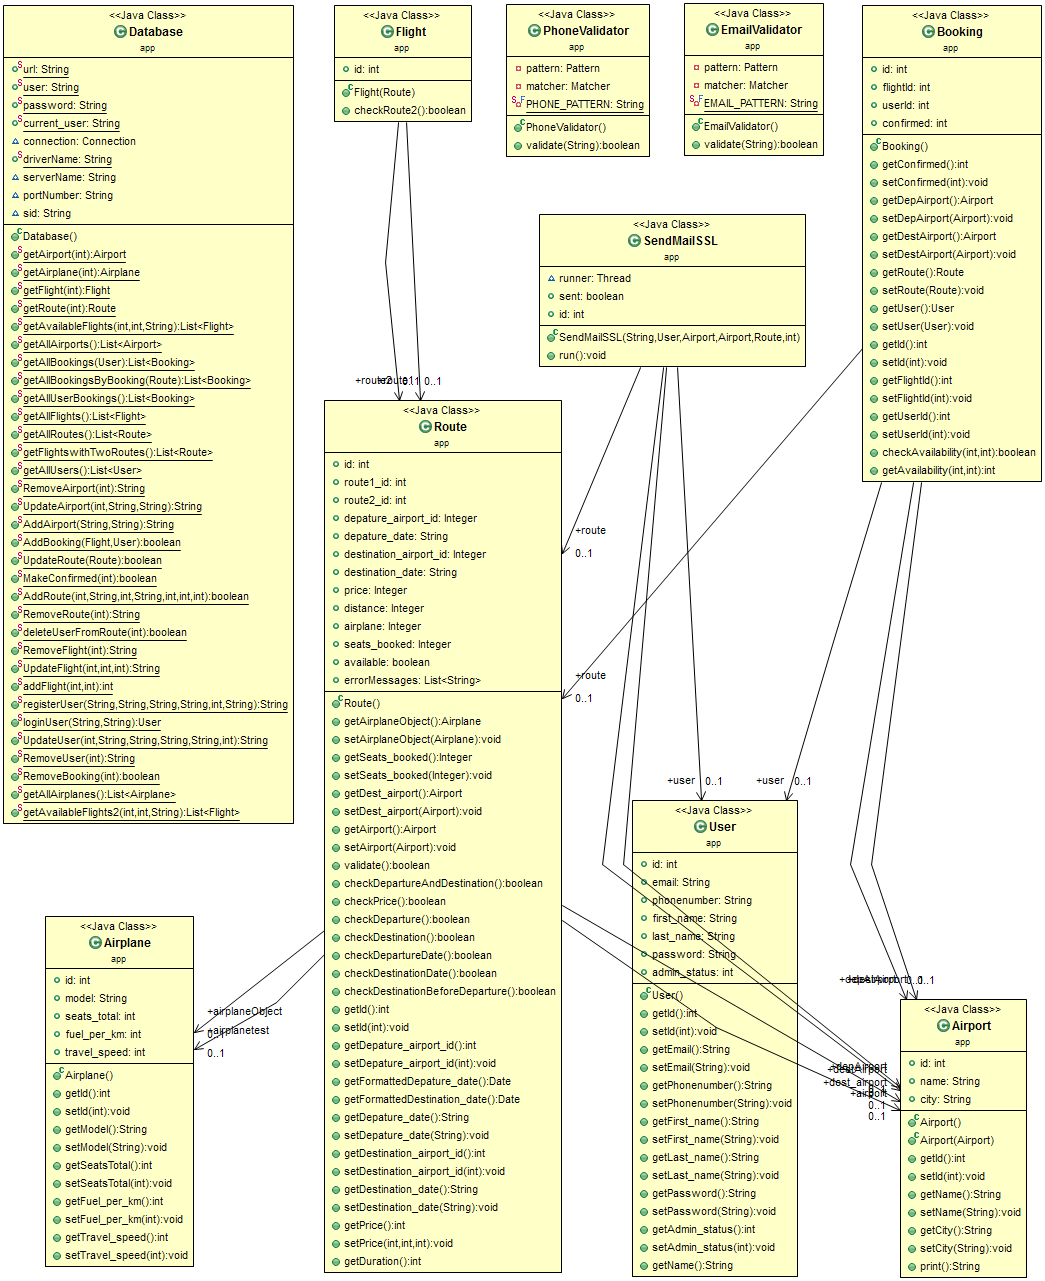 <<Java Class>>
Database
app
url: String
user: String
password: String
current_user: String
connection: Connection
driverName: String
serverName: String
portNumber: String
sid: String
Database()
getAirport(int):Airport
getAirplane(int):Airplane
getFlight(int):Flight
getRoute(int):Route
getAvailableFlights(int,int,String):List<Flight>
getAllAirports():List<Airport>
getAllBookings(User):List<Booking>
getAllBookingsByBooking(Route):List<Booking>
getAllUserBookings():List<Booking>
getAllFlights():List<Flight>
getAllRoutes():List<Route>
getFlightswithTwoRoutes():List<Route>
getAllUsers():List<User>
RemoveAirport(int):String
UpdateAirport(int,String,String):String
AddAirport(String,String):String
AddBooking(Flight,User):boolean
UpdateRoute(Route):boolean
MakeConfirmed(int):boolean
AddRoute(int,String,int,String,int,int,int):boolean
RemoveRoute(int):String
deleteUserFromRoute(int):boolean
RemoveFlight(int):String
UpdateFlight(int,int,int):String
addFlight(int,int):int
registerUser(String,String,String,String,int,String):String
loginUser(String,String):User
UpdateUser(int,String,String,String,String,int):String
RemoveUser(int):String
RemoveBooking(int):boolean
getAllAirplanes():List<Airplane>
getAvailableFlights2(int,int,String):List<Flight>
<<Java Class>>
Flight
app
id: int
Flight(Route)
checkRoute2():boolean
<<Java Class>>
PhoneValidator
app
pattern: Pattern
matcher: Matcher
PHONE_PATTERN: String
PhoneValidator()
validate(String):boolean
<<Java Class>>
EmailValidator
app
pattern: Pattern
matcher: Matcher
EMAIL_PATTERN: String
EmailValidator()
validate(String):boolean
<<Java Class>>
Booking
app
id: int
flightId: int
userId: int
confirmed: int
Booking()
getConfirmed():int
setConfirmed(int):void
getDepAirport():Airport
setDepAirport(Airport):void
getDestAirport():Airport
setDestAirport(Airport):void
getRoute():Route
setRoute(Route):void
getUser():User
setUser(User):void
getId():int
setId(int):void
getFlightId():int
setFlightId(int):void
getUserId():int
setUserId(int):void
checkAvailability(int,int):boolean
getAvailability(int,int):int
<<Java Class>>
SendMailSSL
app
runner: Thread
sent: boolean
id: int
SendMailSSL(String,User,Airport,Airport,Route,int)
run():void
+route2
+route1
0..1
0..1
<<Java Class>>
Route
app
id: int
route1_id: int
route2_id: int
depature_airport_id: Integer
depature_date: String
destination_airport_id: Integer
destination_date: String
price: Integer
distance: Integer
airplane: Integer
seats_booked: Integer
available: boolean
errorMessages: List<String>
Route()
getAirplaneObject():Airplane
setAirplaneObject(Airplane):void
getSeats_booked():Integer
setSeats_booked(Integer):void
getDest_airport():Airport
setDest_airport(Airport):void
getAirport():Airport
setAirport(Airport):void
validate():boolean
checkDepartureAndDestination():boolean
checkPrice():boolean
checkDeparture():boolean
checkDestination():boolean
checkDepartureDate():boolean
checkDestinationDate():boolean
checkDestinationBeforeDeparture():boolean
getId():int
setId(int):void
getDepature_airport_id():int
setDepature_airport_id(int):void
getFormattedDepature_date():Date
getFormattedDestination_date():Date
getDepature_date():String
setDepature_date(String):void
getDestination_airport_id():int
setDestination_airport_id(int):void
getDestination_date():String
setDestination_date(String):void
getPrice():int
setPrice(int,int,int):void
getDuration():int
+route
0..1
+route
0..1
+user 0..1
+user 0..1
<<Java Class>>
User
app
id: int
email: String
phonenumber: String
first_name: String
last_name: String
password: String
admin_status: int
User()
getId():int
setId(int):void
getEmail():String
setEmail(String):void
getPhonenumber():String
setPhonenumber(String):void
getFirst_name():String
setFirst_name(String):void
getLast_name():String
setLast_name(String):void
getPassword():String
setPassword(String):void
getAdmin_status():int
setAdmin_status(int):void
getName():String
<<Java Class>>
Airplane
app
id: int
model: String
seats_total: int
fuel_per_km: int
travel_speed: int
Airplane()
getId():int
setId(int):void
getModel():String
setModel(String):void
getSeatsTotal():int
setSeatsTotal(int):void
getFuel_per_km():int
setFuel_per_km(int):void
getTravel_speed():int
setTravel_speed(int):void
+airplaneObject
0..1
+airplanetest
0..1
+depAirport
+destAirport
0..1
0..1
+depAirport
+destAirport
+dest_airport
+airport
0..1
0..1
<<Java Class>>
Airport
app
id: int
name: String
city: String
Airport()
Airport(Airport)
getId():int
setId(int):void
getName():String
setName(String):void
getCity():String
setCity(String):void
print():String